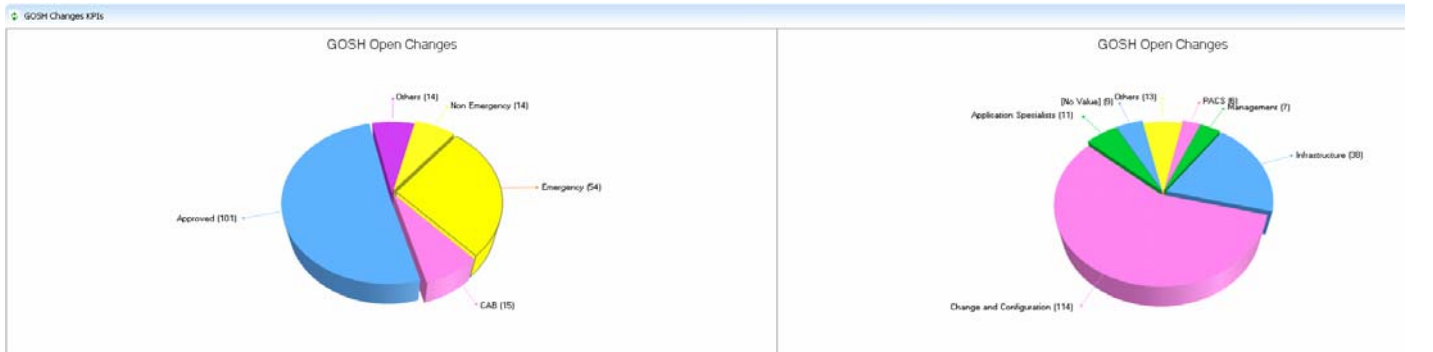 GOSH Changes KPIs
GOSH Open Changes
Others (14)
Non Emergency (14)
Emergency (54)
Approved (101)
CAB (15)
GOSH Open Changes
Others (13)
[No Value] (9)
PACS (6)
Management (7)
Application Specialists (11)
Infrastructure (38)
Change and Configuration (114)